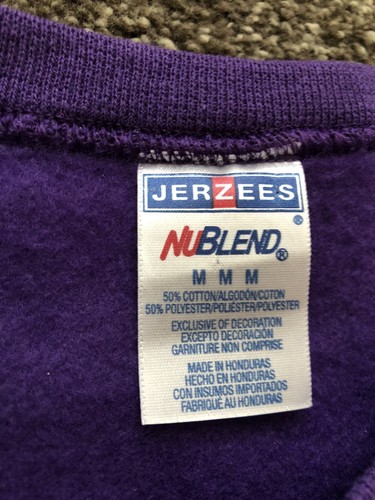 JERZEES
®
NUBLEND®
M M M
50% COTTON/ALGODÓN/COTON
50% POLYESTER/POLIÉSTER/POLYESTER
EXCLUSIVE OF DECORATION
EXCEPTO DECORACIÓN
GARNITURE NON COMPRISE
MADE IN HONDURAS
HECHO EN HONDURAS
CON INSUMOS IMPORTADOS
FABRIQUÉ AU HONDURAS